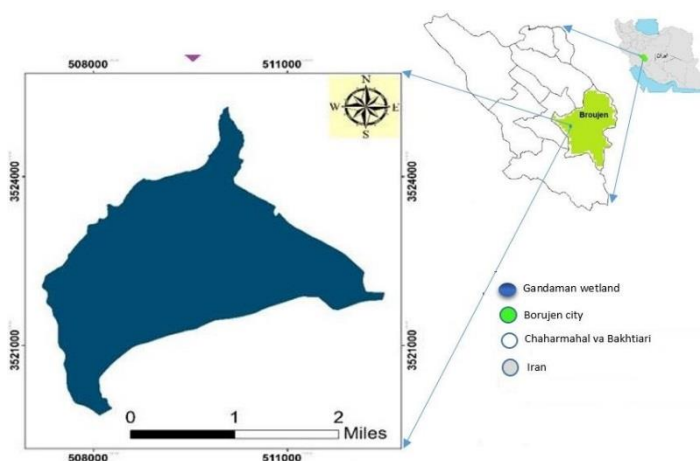 508000
511000
N
W
E
S
3524000
3524000
3521000
3521000
0
1
2
Miles
508000
511000
Broujen
ایران
Gandaman wetland
Borujen city
Chaharmahal va Bakhtiari
Iran